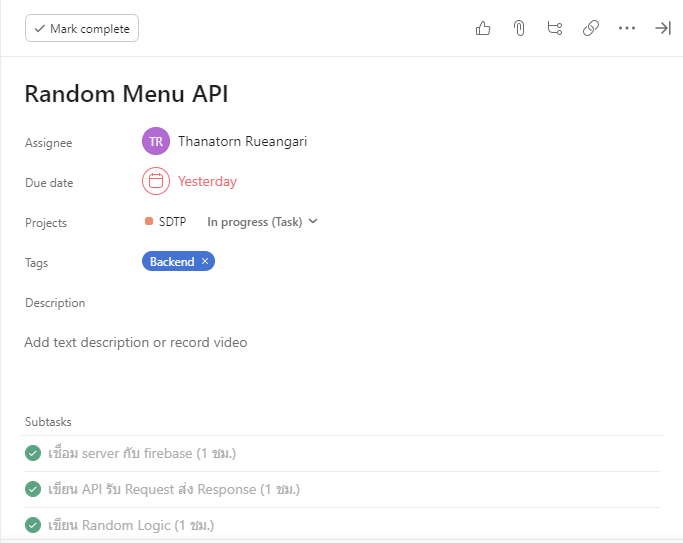 Mark complete
Random Menu API
Assignee TR Thanatorn Rueangari
Due date Yesterday
Projects SDTP In progress (Task)
Tags Backend ×
Description
Add text description or record video
Subtasks
เชื่อม server กับ firebase (1 ชม.)
เขียน API รับ Request ส่ง Response (1 ชม.)
เขียน Random Logic (1 ชม.)